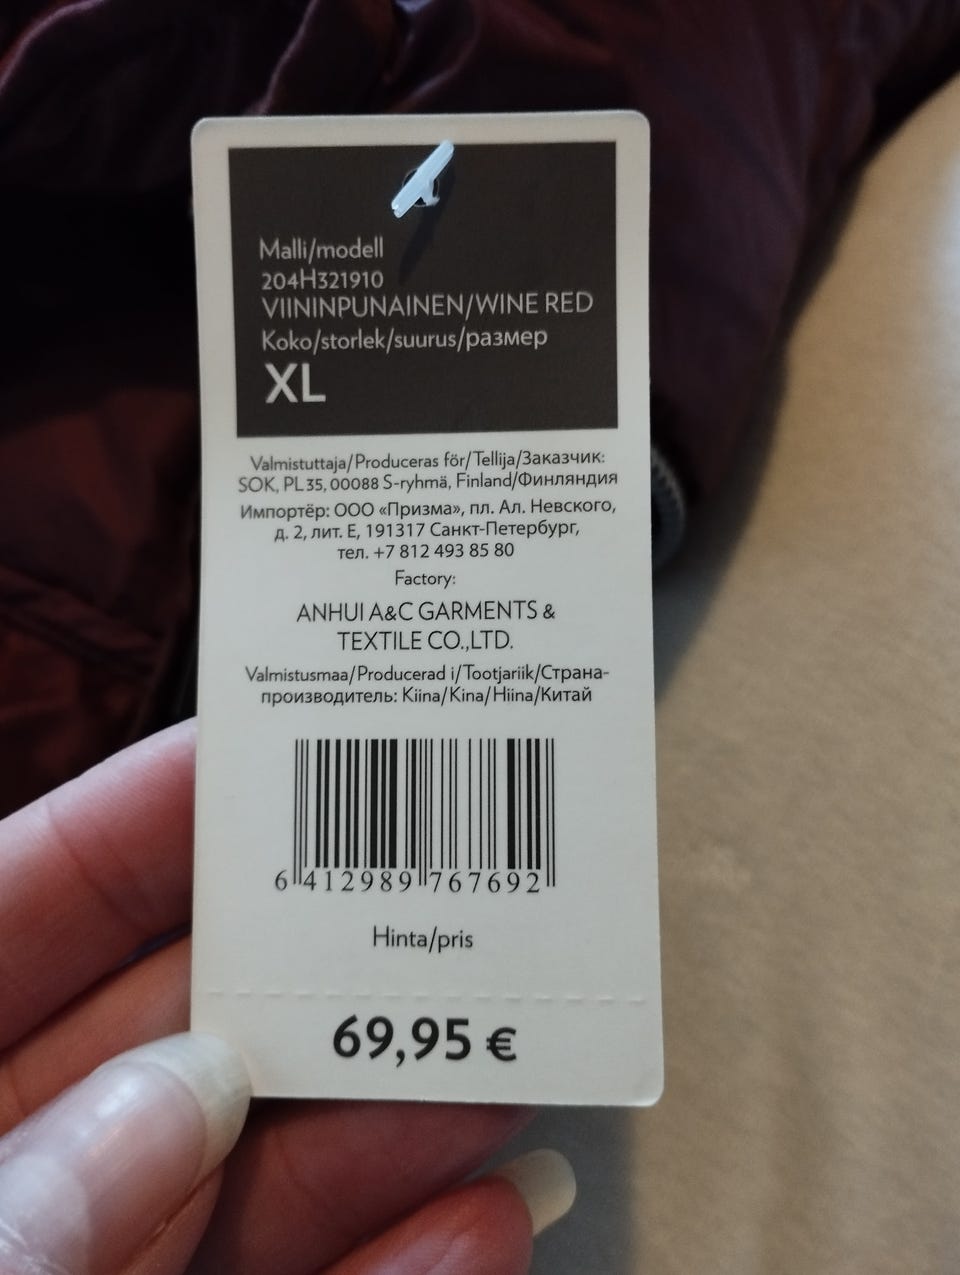 Malli/modell
204H321910
VIININPUNAINEN/WINE RED
Koko/storlek/suurus/размер
XL
Valmistuttaja/Produceras för/Tellija/Заказчик:
SOK, PL 35, 00088 S-ryhmä, Finland/Финляндия
Импортёр: ООО «Призма», пл. Ал. Невского,
д. 2, лит. Е, 191317 Санкт-Петербург,
тел. +7 812 493 85 80
Factory:
ANHUI A&C GARMENTS &
TEXTILE CO.,LTD.
Valmistusmaa/Producerad i/Tootjariik/Страна-
производитель: Kiina/Kina/Hiina/Китай
6 412989 767692
Hinta/pris
69,95 €